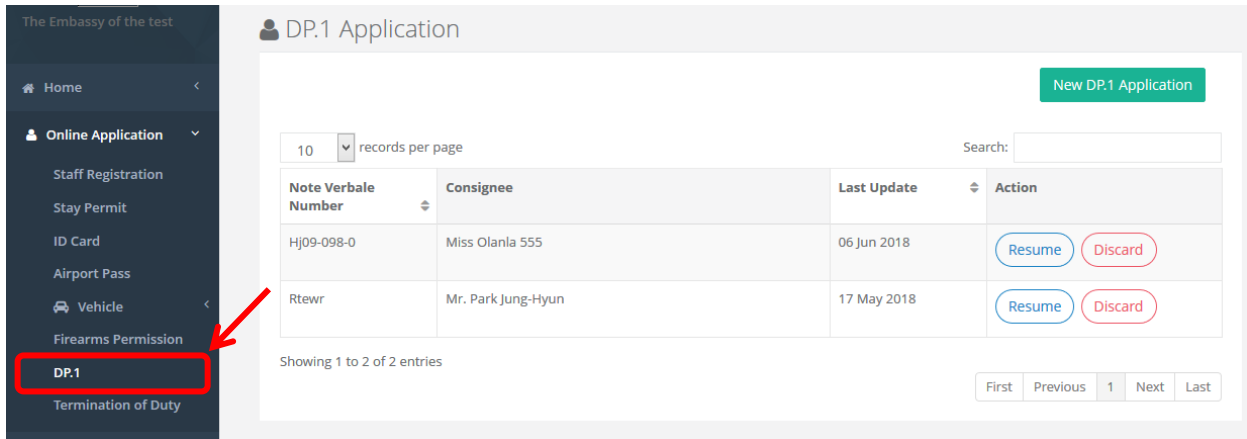 The Embassy of the test
Home
Online Application
Staff Registration
Stay Permit
ID Card
Airport Pass
Vehicle
Firearms Permission
DP.1
Termination of Duty
DP.1 Application
New DP.1 Application
10 records per page
Search:
Note Verbale Number Consignee Last Update Action
Hj09-098-0 Miss Olanla 555 06 Jun 2018 Resume Discard
Rtewr Mr. Park Jung-Hyun 17 May 2018 Resume Discard
Showing 1 to 2 of 2 entries
First Previous 1 Next Last